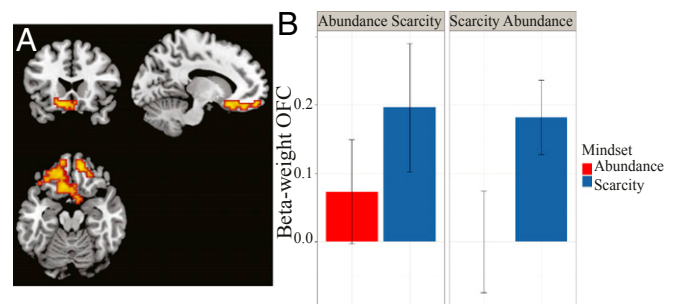 A
B
Abundance Scarcity
Scarcity Abundance
Beta-weight OFC
0.2
0.1
0.0
Mindset
Abundance
Scarcity